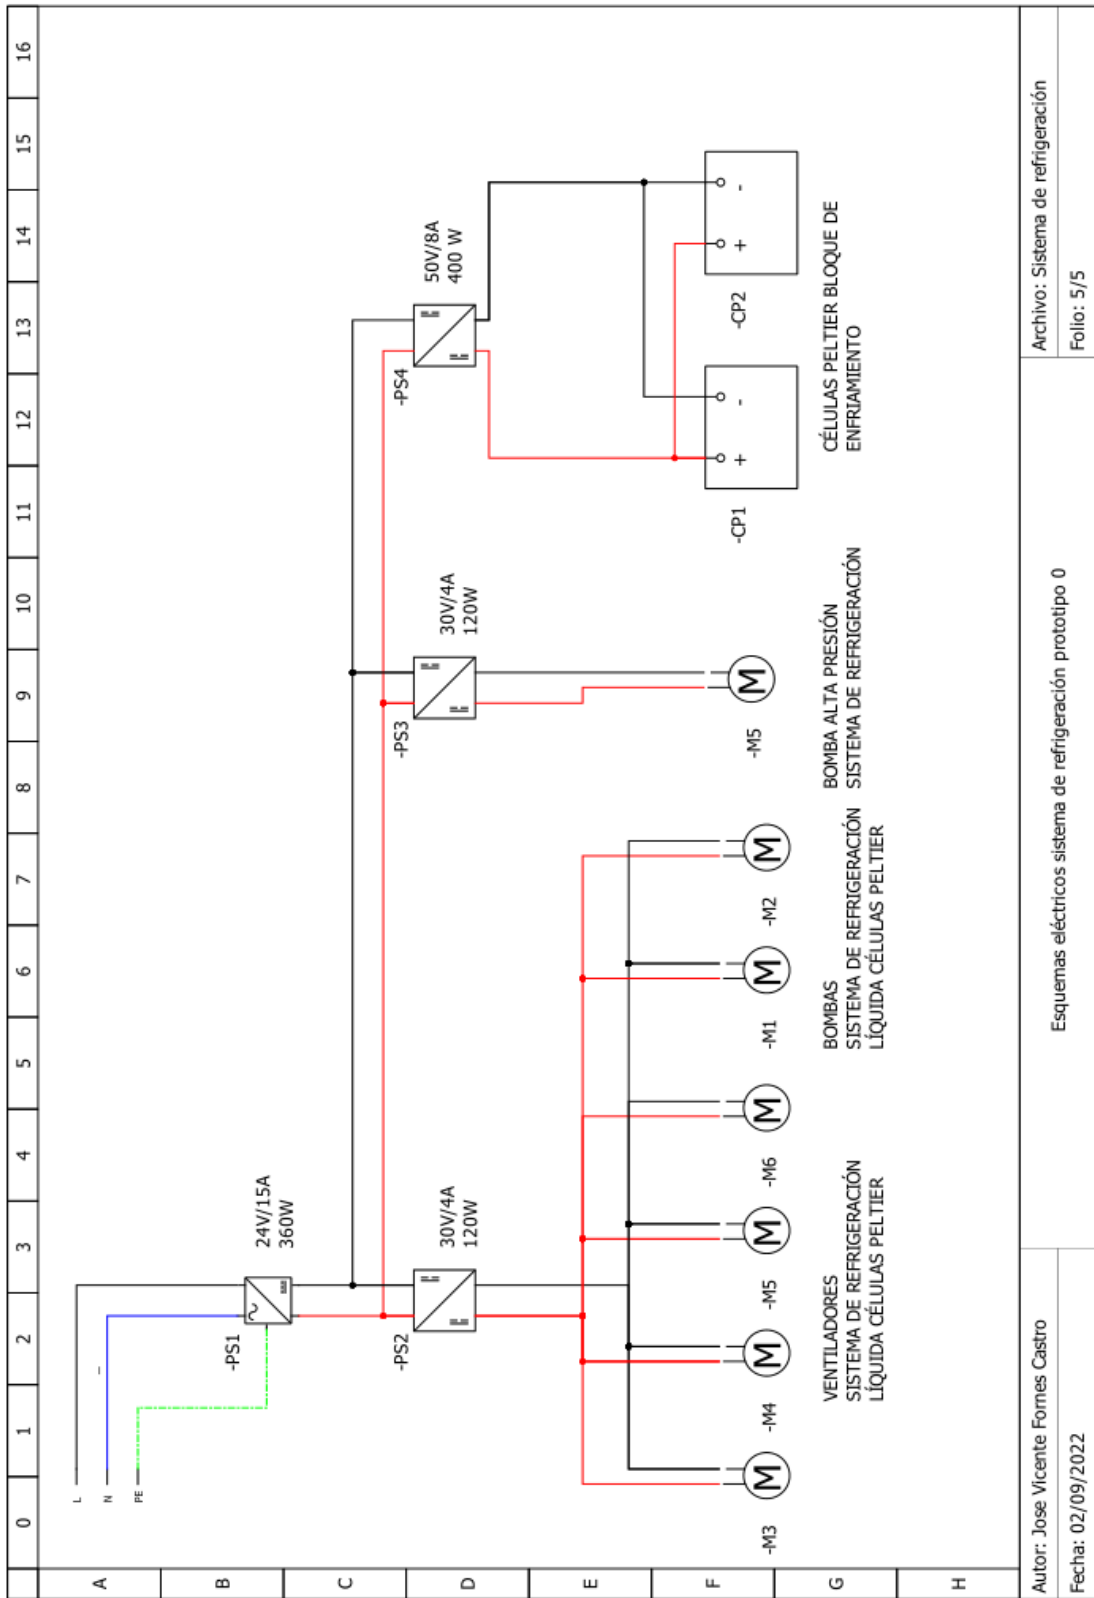 0 1 2 3 4 5 6 7 8 9 10 11 12 13 14 15 16
A
B
C
D
E
F
G
H
L
N
PE
-PS1
24V/15A
360W
-PS2
30V/4A
120W
-PS3
30V/4A
120W
-PS4
50V/8A
400 W
-M3
M
-M4
M
-M5
M
-M6
M
-M1
M
-M2
M
-M5
M
-CP1
+ -
-CP2
+ -
VENTILADORES
SISTEMA DE REFRIGERACIÓN
LÍQUIDA CÉLULAS PELTIER
BOMBAS
SISTEMA DE REFRIGERACIÓN
LÍQUIDA CÉLULAS PELTIER
BOMBA ALTA PRESIÓN
SISTEMA DE REFRIGERACIÓN
CÉLULAS PELTIER BLOQUE DE
ENFRIAMIENTO
Autor: Jose Vicente Fornes Castro
Fecha: 02/09/2022
Esquemas eléctricos sistema de refrigeración prototipo 0
Archivo: Sistema de refrigeración
Folio: 5/5